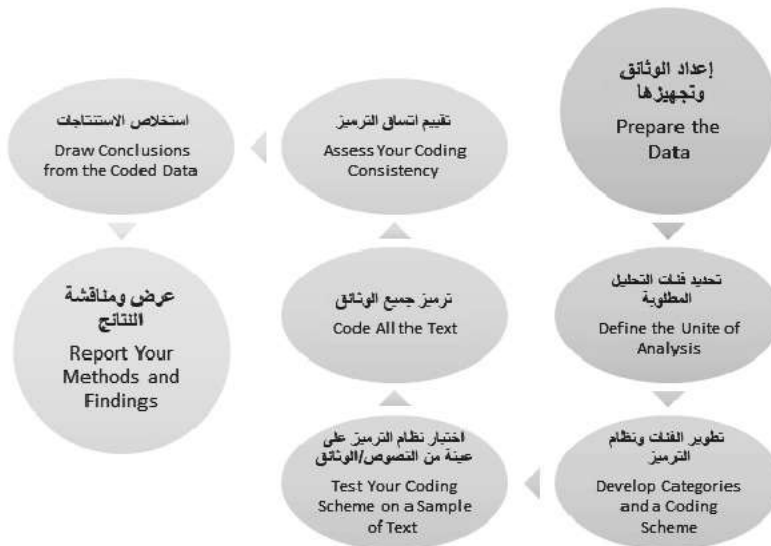 إعداد الوثائق
وتجهيزها
Prepare the
Data
تحديد فئات التحليل
المطلوبة
Define the Unite of
Analysis
تطوير الفئات ونظام
الترميز
Develop Categories
and a Coding
Scheme
اختبار نظام الترميز على
عينة من النصوص/الوثائق
Test Your Coding
Scheme on a Sample
of Text
ترميز جميع الوثائق
Code All the Text
تقييم اتساق الترميز
Assess Your Coding
Consistency
استخلاص الاستنتاجات
Draw Conclusions
from the Coded Data
عرض ومناقشة
النتائج
Report Your
Methods and
Findings